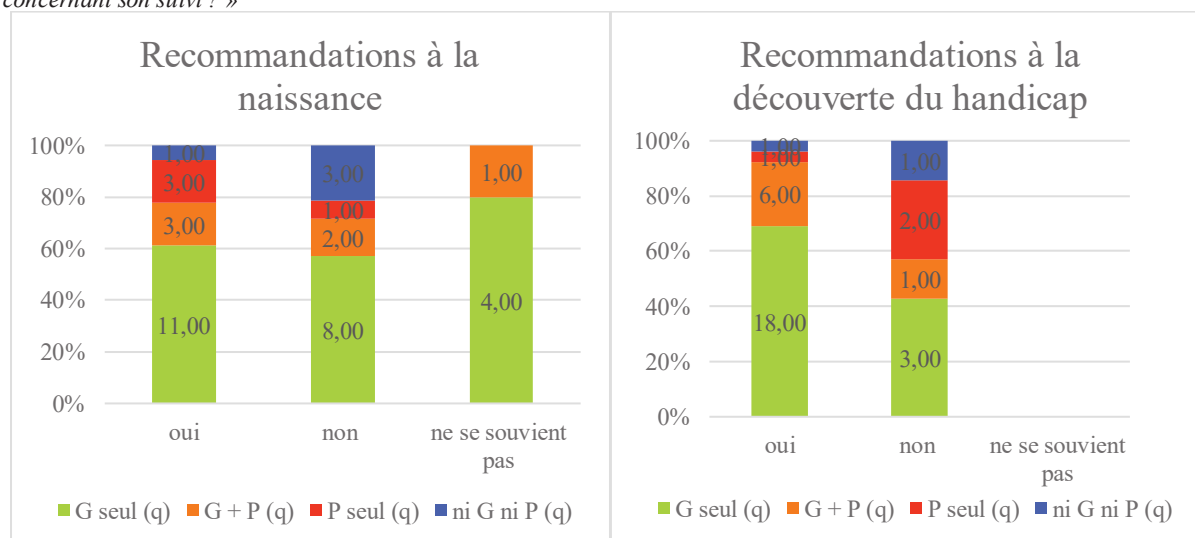 concernant son suivi ? »
Recommandations à la
naissance
100%
80%
60%
40%
20%
0%
1,00
3,00
3,00
11,00
3,00
1,00
2,00
8,00
1,00
4,00
oui
non
ne se souvient
pas
G seul (q)
G + P (q)
P seul (q)
ni G ni P (q)
Recommandations à la
découverte du handicap
100%
80%
60%
40%
20%
0%
1,00
1,00
6,00
18,00
1,00
2,00
1,00
3,00
oui
non
ne se souvient
pas
G seul (q)
G + P (q)
P seul (q)
ni G ni P (q)